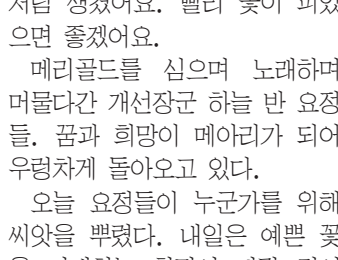 처럼 생겼어요. 빨리 꽃이 피었
으면 좋겠어요.
메리골드를 심으며 노래하며
머물다간 개선장군 하늘 반 요정
들. 꿈과 희망이 메아리가 되어
우렁차게 돌아오고 있다.
오늘 요정들이 누군가를 위해
씨앗을 뿌렸다. 내일은 예쁜 꽃